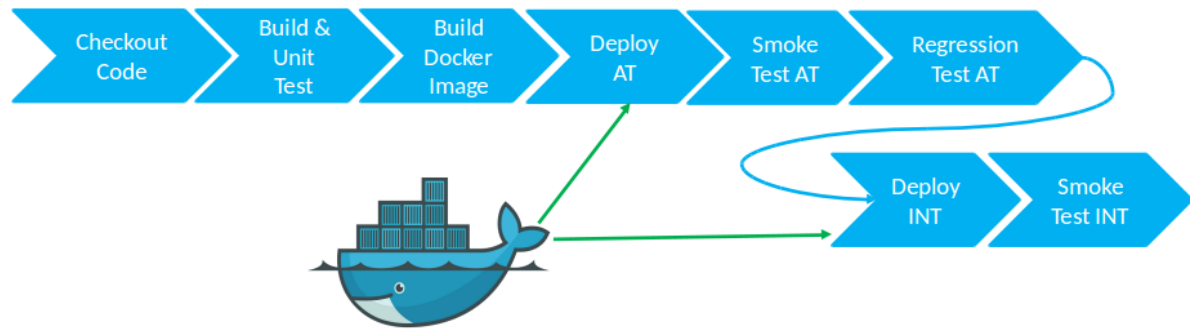 Checkout
Code
Build &
Unit
Test
Build
Docker
Image
Deploy
AT
Smoke
Test AT
Regression
Test AT
Deploy
INT
Smoke
Test INT